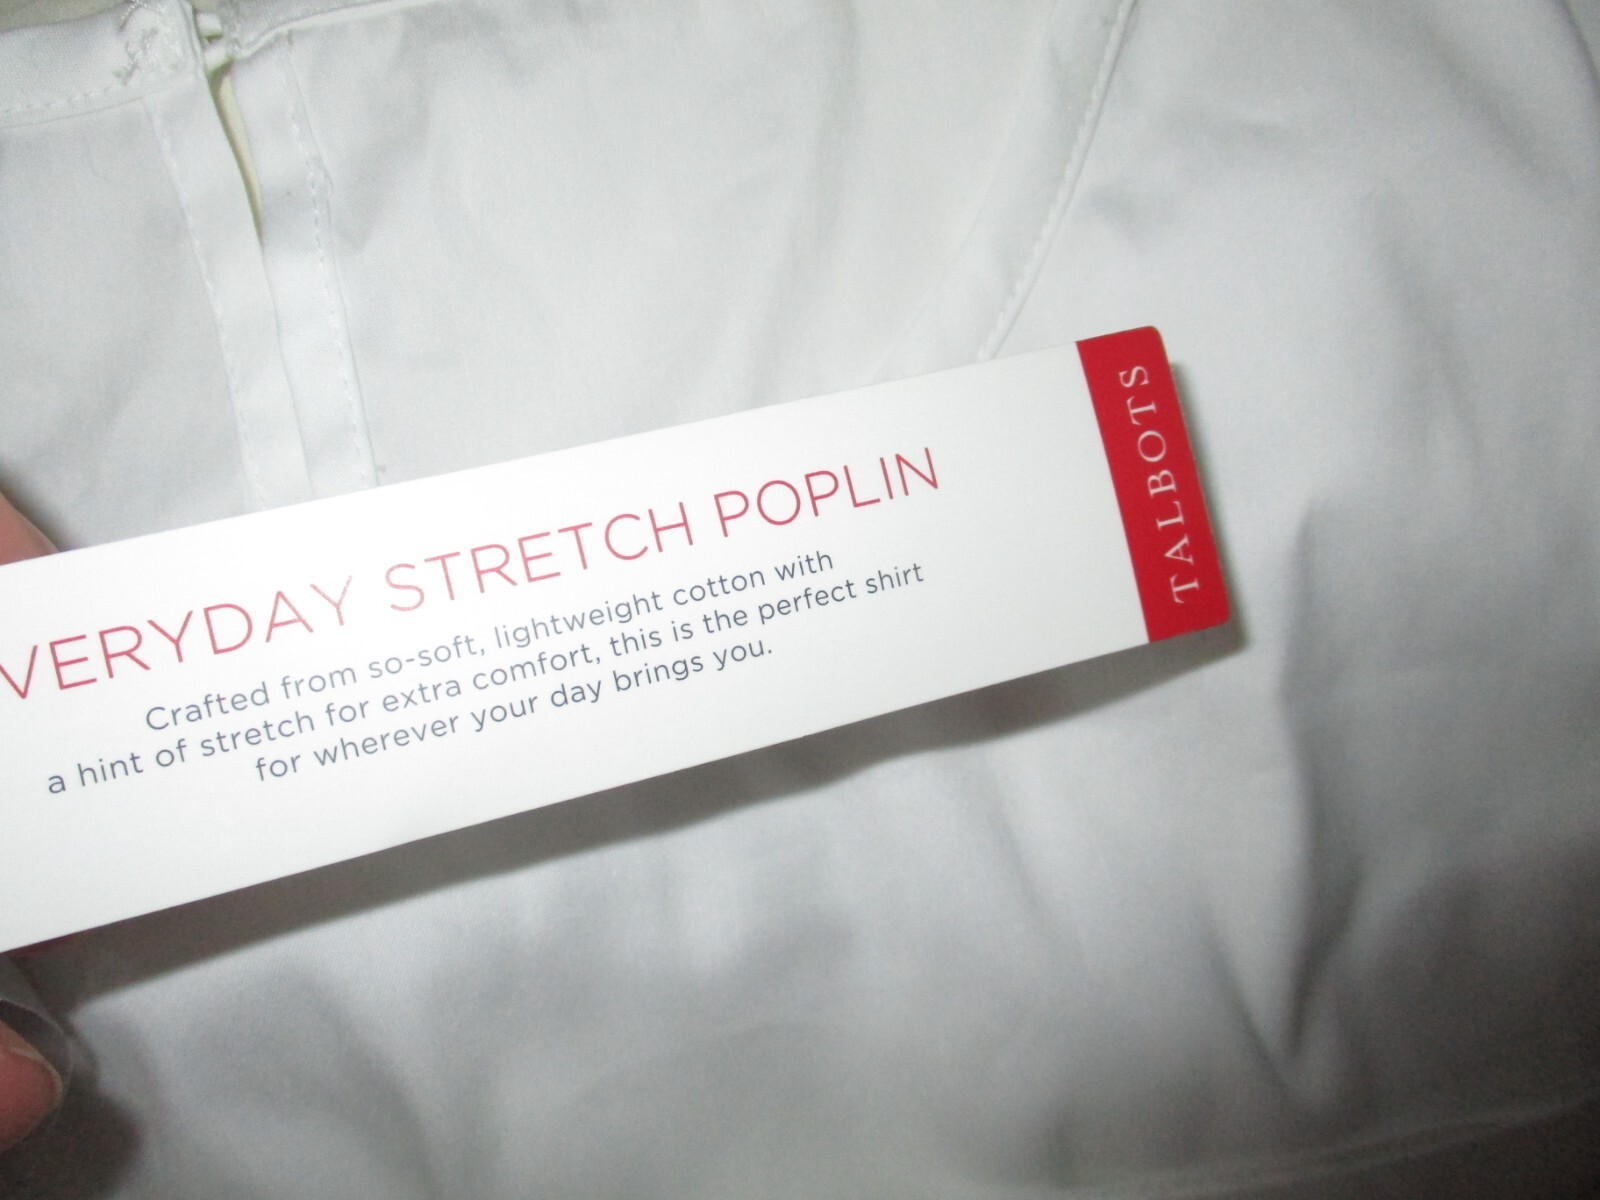 VERYDAY STRETCH POPLIN
Crafted from so-soft, lightweight cotton with
a hint of stretch for extra comfort, this is the perfect shirt
for wherever your day brings you.
TALBOTS